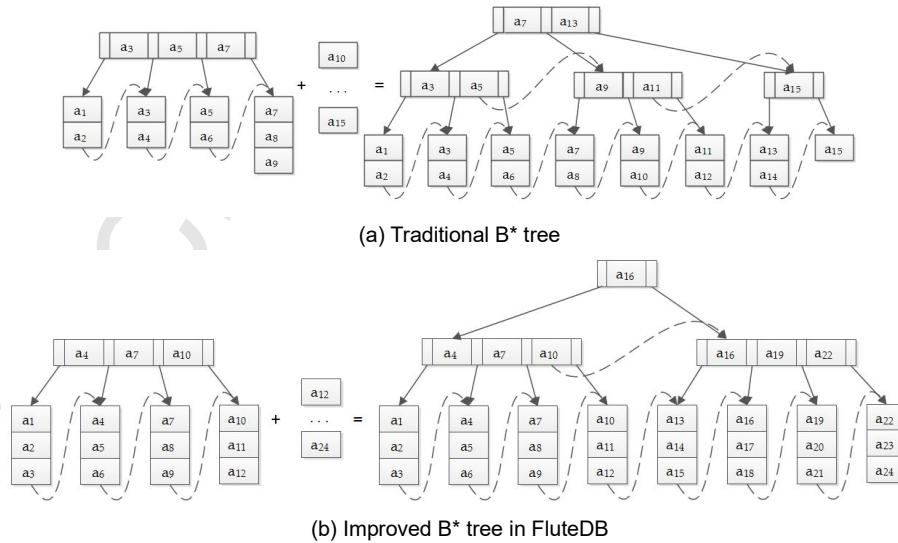 a7 a13
a3 a5 a7
+
a10
...
a15
=
a3 a5
a9 a11
a15
a1 a3 a5 a7
a2 a4 a6 a8
a9
a1 a3 a5 a7 a9 a11 a13 a15
a2 a4 a6 a8 a10 a12 a14
(a) Traditional B* tree
a16
a4 a7 a10
+
a12
...
a24
=
a4 a7 a10
a16 a19 a22
a1 a4 a7 a10
a2 a5 a8 a11
a3 a6 a9 a12
a1 a4 a7 a10 a13 a16 a19 a22
a2 a5 a8 a11 a14 a17 a20 a23
a3 a6 a9 a12 a15 a18 a21 a24
(b) Improved B* tree in FluteDB